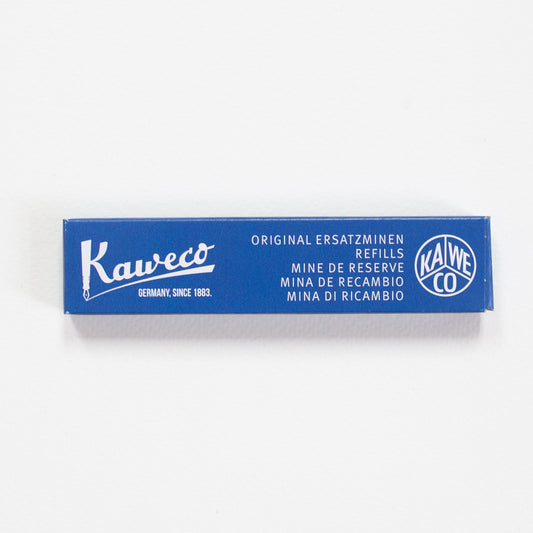 Kaweco
GERMANY, SINCE 1883.
ORIGINAL ERSATZMINEN
REFILLS
MINE DE RESERVE
MINA DE RECAMBIO
MINA DI RICAMBIO
KA WE
CO